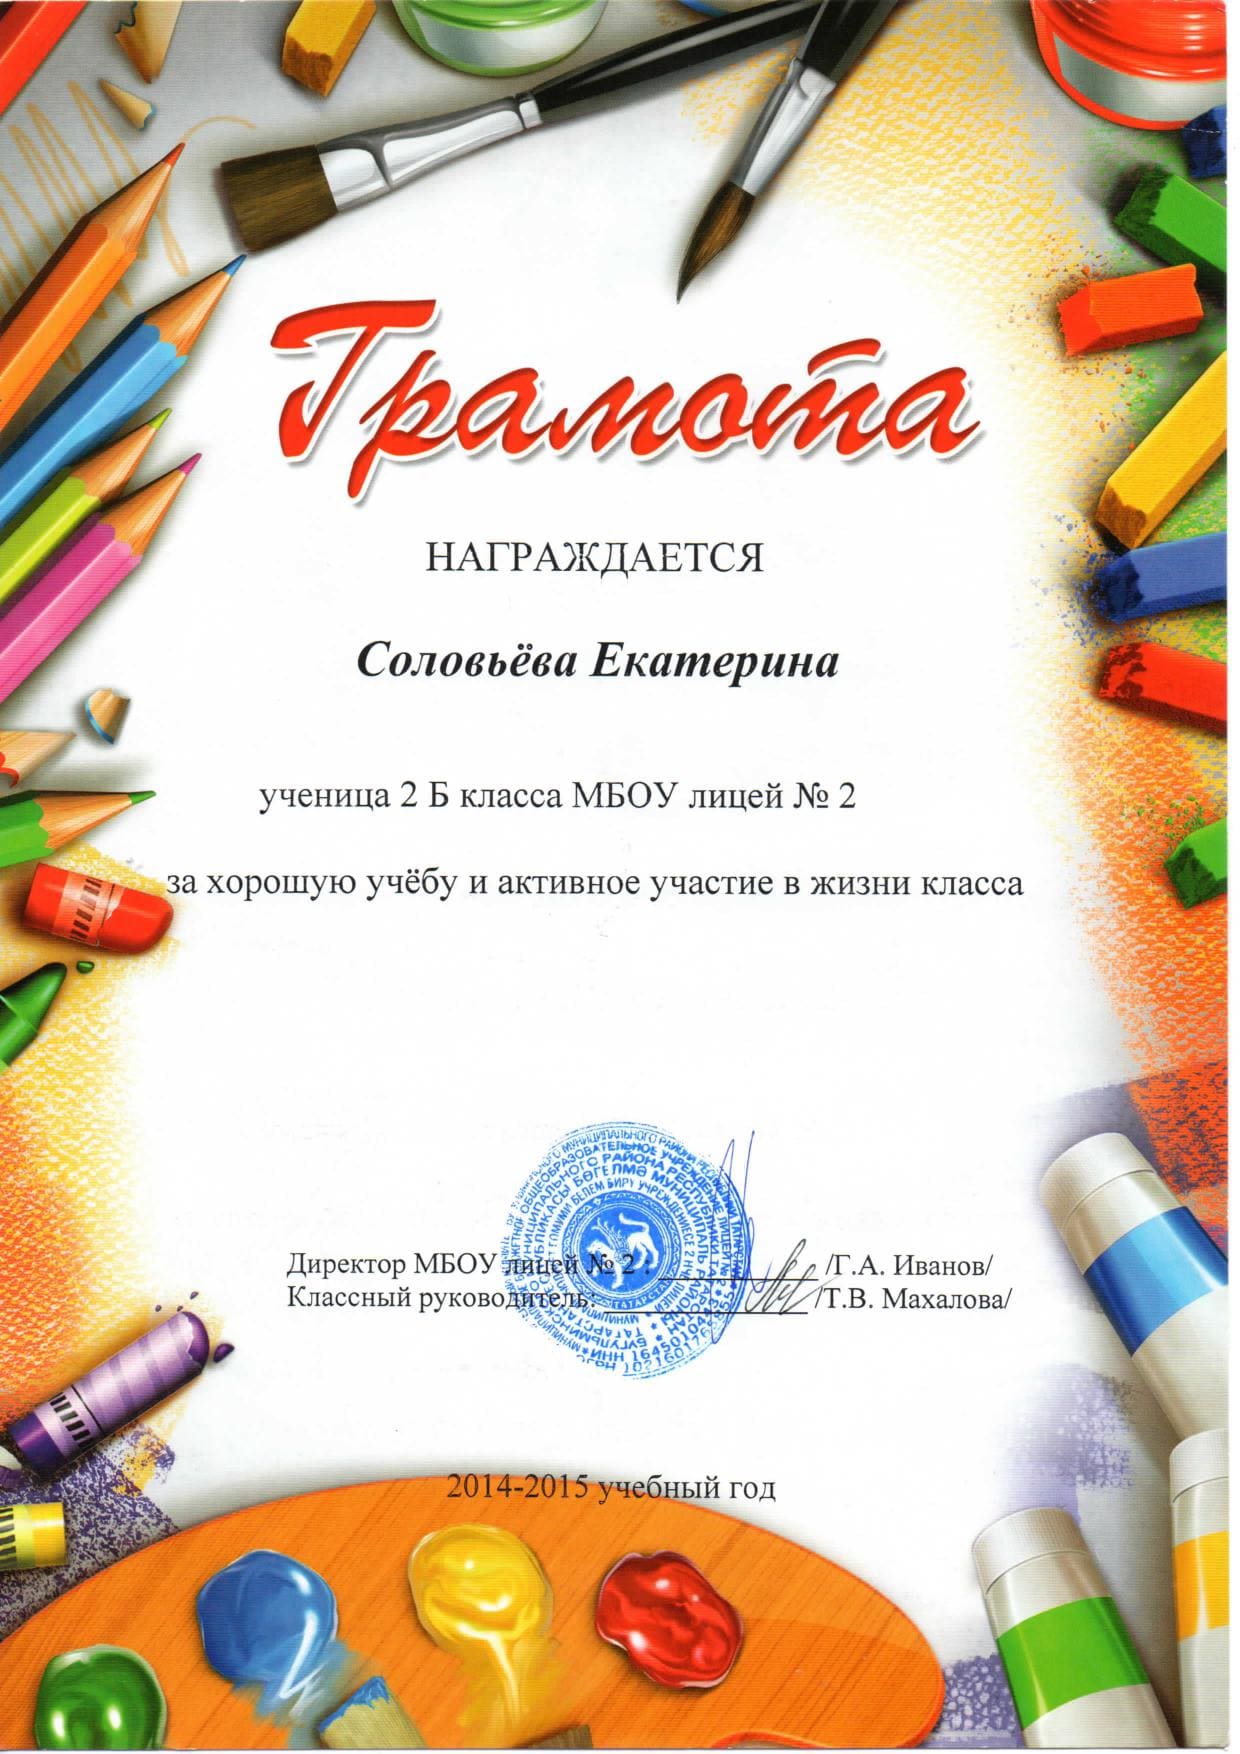 Грамота
НАГРАЖДАЕТСЯ
Соловьёва Екатерина
ученица 2 Б класса МБОУ лицей № 2
за хорошую учёбу и активное участие в жизни класса
Директор МБОУ лицей № 2 : /Г.А. Иванов/
Классный руководитель: /Т.В. Махалова/
ТАТАРСТАН
2014-2015 учебный год